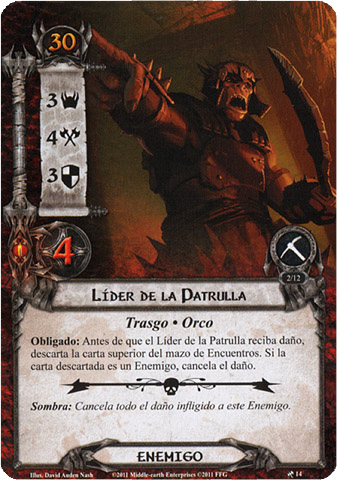 30
3
4
3
4
2/12
Líder de la Patrulla
Trasgo • Orco
Obligado: Antes de que el Líder de la Patrulla reciba daño,
descarta la carta superior del mazo de Encuentros. Si la
carta descartada es un Enemigo, cancela el daño.
Sombra: Cancela todo el daño infligido a este Enemigo.
ENEMIGO
Illus. David Auden Nash
©2011 Middle-earth Enterprises ©2011 FFG
14